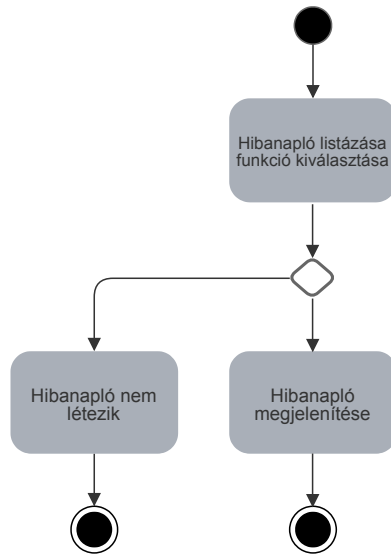 Hibanapló listázása
funkció kiválasztása
Hibanapló nem
létezik
Hibanapló
megjelenítése